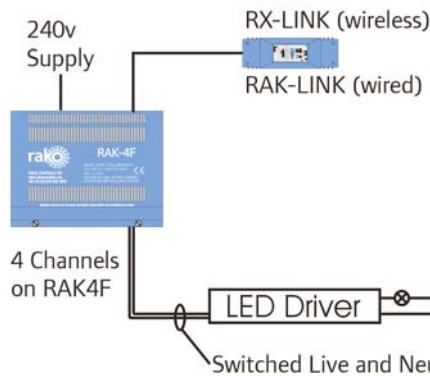 RX-LINK (wireless)
240v
Supply
RAK-LINK (wired)
rako
RAK-4F
4 Channels
on RAK4F
LED Driver
Switched Live and Neu